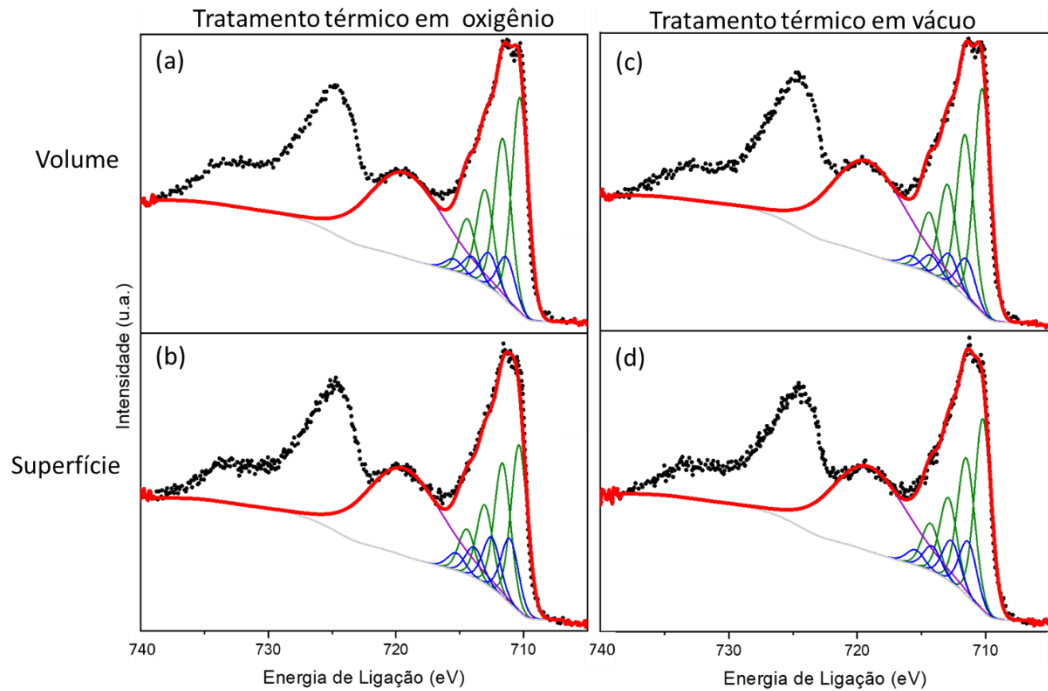 Tratamento térmico em oxigênio
Tratamento térmico em vácuo
(a)
(c)
Volume
(b)
(d)
Superfície
Intensidade (u.a.)
740 730 720 710
740 730 720 710
Energia de Ligação (eV)
Energia de Ligação (eV)